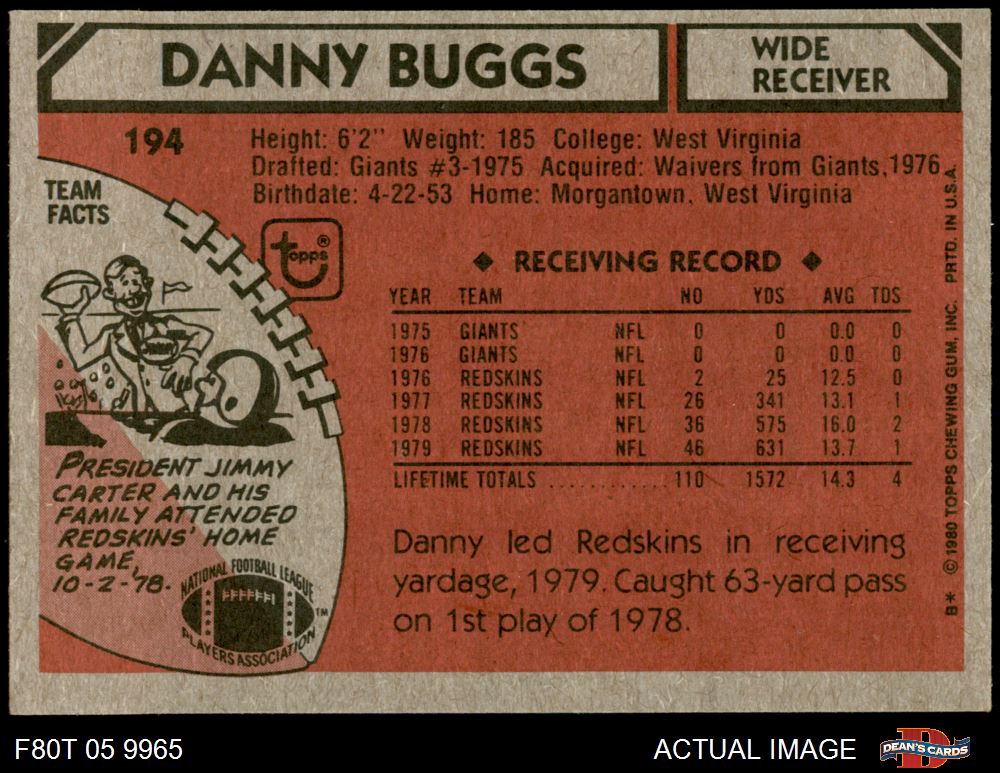 DANNY BUGGS
WIDE
RECEIVER
194
Height: 6'2" Weight: 185 College: West Virginia
Drafted: Giants #3-1975 Acquired: Waivers from Giants, 1976
Birthdate: 4-22-53 Home: Morgantown, West Virginia
TEAM
FACTS
topps®
◆ RECEIVING RECORD ◆
YEAR TEAM NO YDS AVG TDS
1975 GIANTS NFL 0 0 0.0 0
1976 GIANTS NFL 0 0 0.0 0
1976 REDSKINS NFL 2 25 12.5 0
1977 REDSKINS NFL 26 341 13.1 1
1978 REDSKINS NFL 36 575 16.0 2
1979 REDSKINS NFL 46 631 13.7 1
LIFETIME TOTALS ............ 110 1572 14.3 4
PRESIDENT JIMMY
CARTER AND HIS
FAMILY ATTENDED
REDSKINS' HOME
GAME,
10-2-'78.
NATIONAL FOOTBALL LEAGUE
PLAYERS ASSOCIATION
TM
Danny led Redskins in receiving
yardage, 1979. Caught 63-yard pass
on 1st play of 1978.
B* © 1980 TOPPS CHEWING GUM, INC. PRTD. IN U.S.A.
F80T 05 9965
ACTUAL IMAGE
DEAN'S CARDS